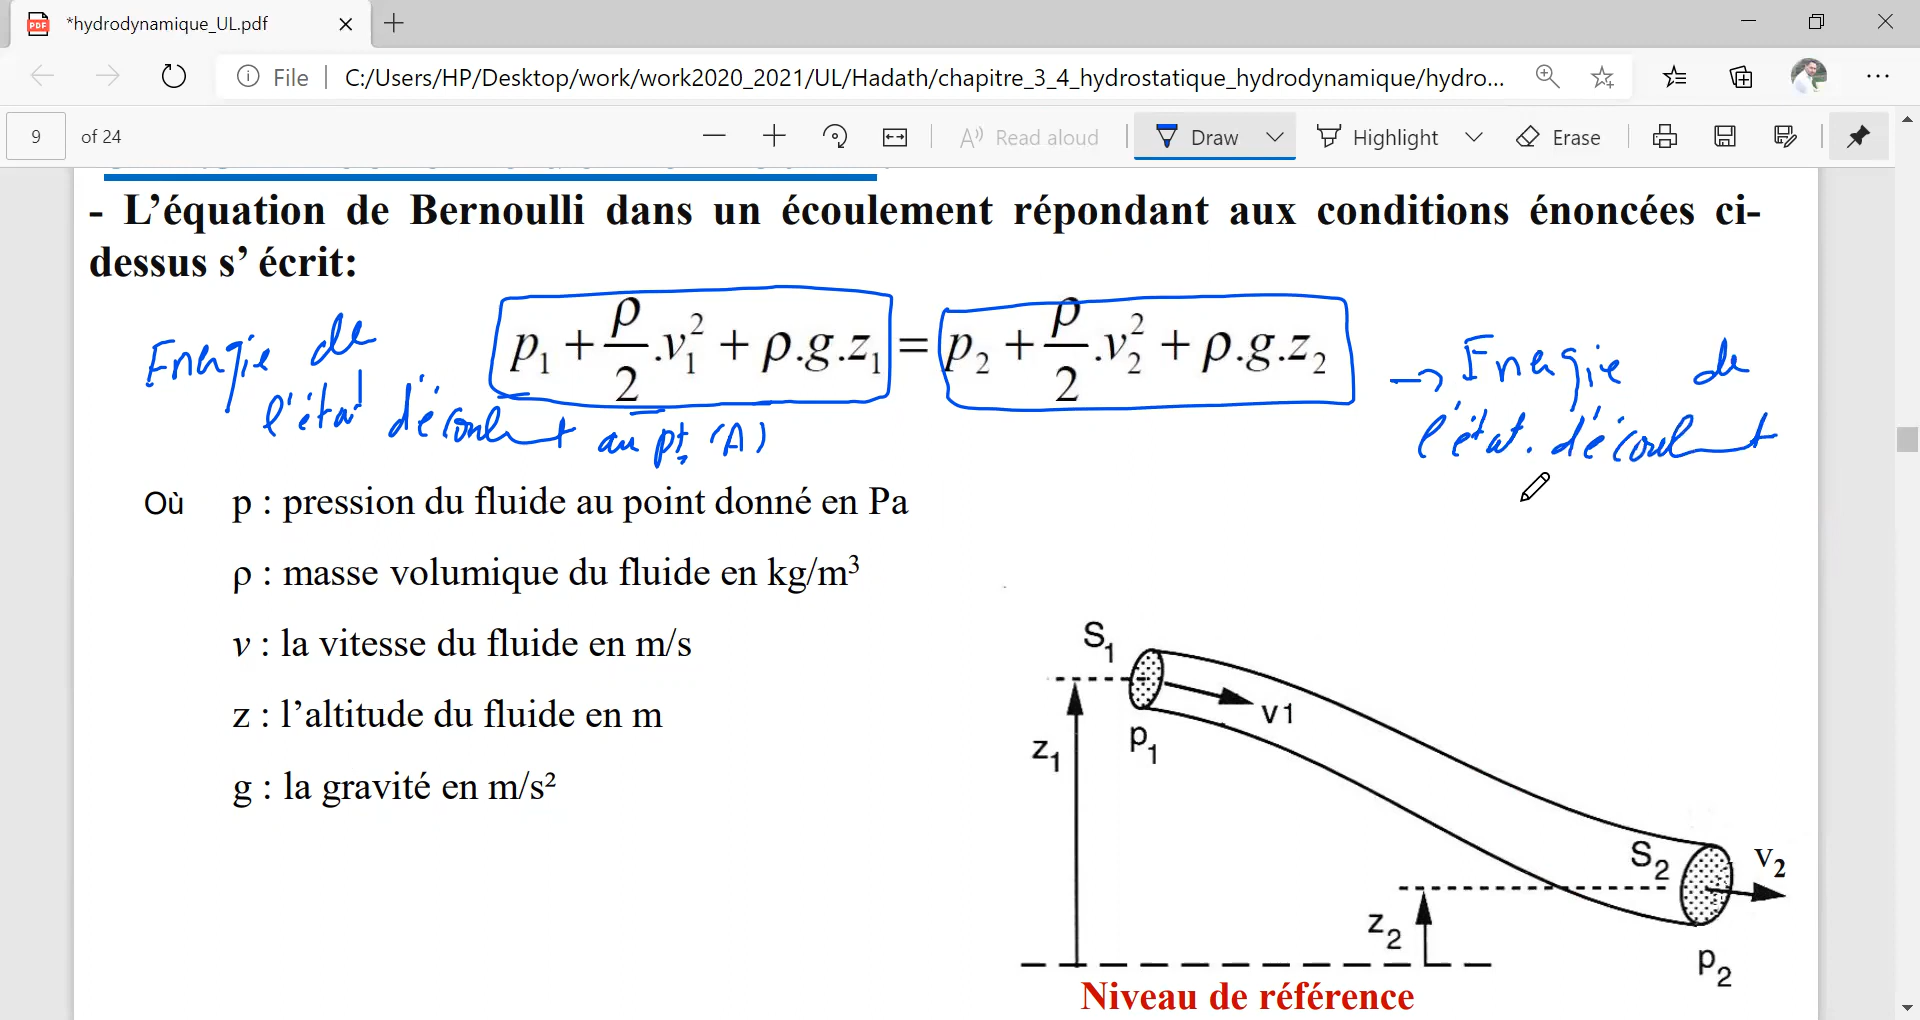 *hydrodynamique_UL.pdf
File | C:/Users/HP/Desktop/work/work2020_2021/UL/Hadath/chapitre_3_4_hydrostatique_hydrodynamique/hydro...
9 of 24 Read aloud Draw Highlight Erase
- L’équation de Bernoulli dans un écoulement répondant aux conditions énoncées ci-
dessus s’ écrit:
p₁ + ρ/2 .v₁² + ρ.g.z₁ = p₂ + ρ/2 .v₂² + ρ.g.z₂
Energie de
l'état d'écoulmt au pt (A)
→ Energie de
l'état. d'écoulmt
Où p : pression du fluide au point donné en Pa
ρ : masse volumique du fluide en kg/m³
v : la vitesse du fluide en m/s
z : l’altitude du fluide en m
g : la gravité en m/s²
S₁
v1
z₁
p₁
S₂
v₂
z₂
p₂
Niveau de référence